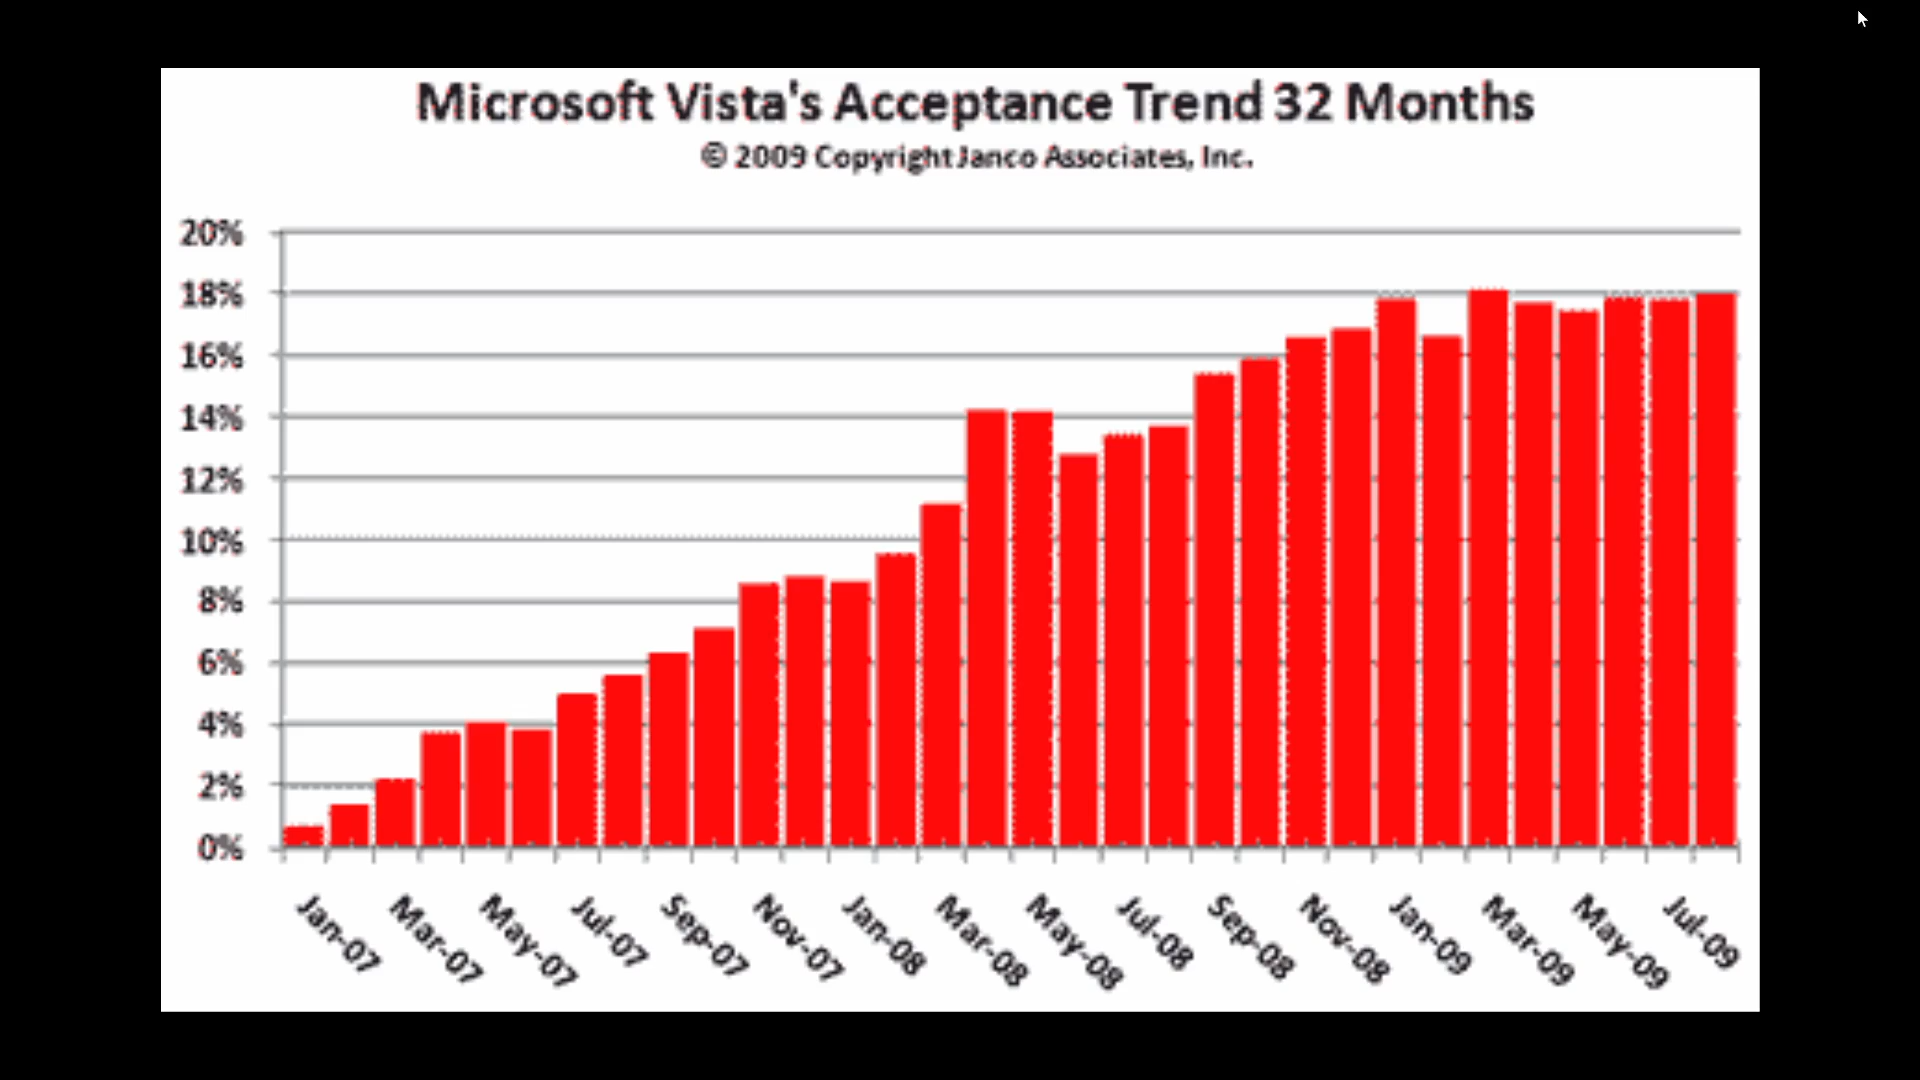 Microsoft Vista's Acceptance Trend 32 Months
© 2009 Copyright Janco Associates, Inc.
20%
18%
16%
14%
12%
10%
8%
6%
4%
2%
0%
Jan-07
Mar-07
May-07
Jul-07
Sep-07
Nov-07
Jan-08
Mar-08
May-08
Jul-08
Sep-08
Nov-08
Jan-09
Mar-09
May-09
Jul-09